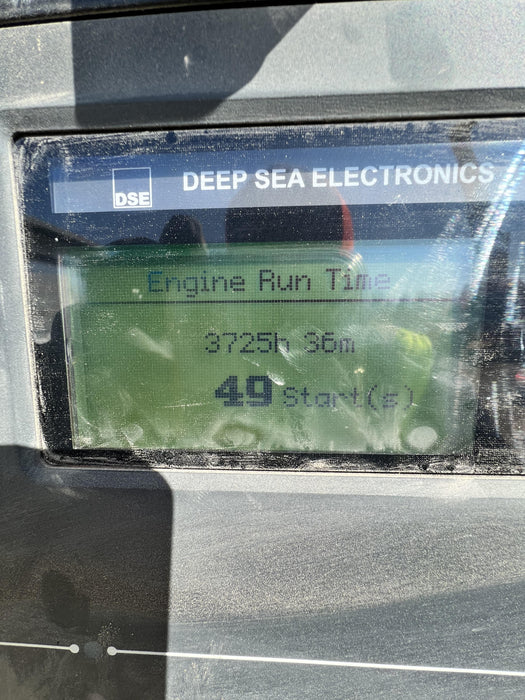 DSE DEEP SEA ELECTRONICS
Engine Run Time
3725h 36m
49 Start(s)